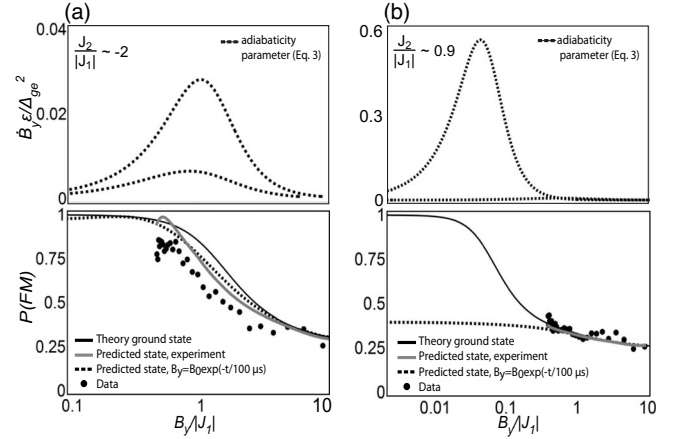 (a)
(b)
0.04
0.02
0
J2/|J1| ~ -2
adiabaticity
parameter (Eq. 3)
Ḃyε/Δge²
0.6
0.3
0
J2/|J1| ~ 0.9
adiabaticity
parameter (Eq. 3)
1
0.75
0.5
0.25
P(FM)
Theory ground state
Predicted state, experiment
Predicted state, By=B0exp(-t/100 μs)
Data
0.1 1 10
By/|J1|
1
0.75
0.5
0.25
Theory ground state
Predicted state, experiment
Predicted state, By=B0exp(-t/100 μs)
Data
0.01 0.1 1 10
By/|J1|